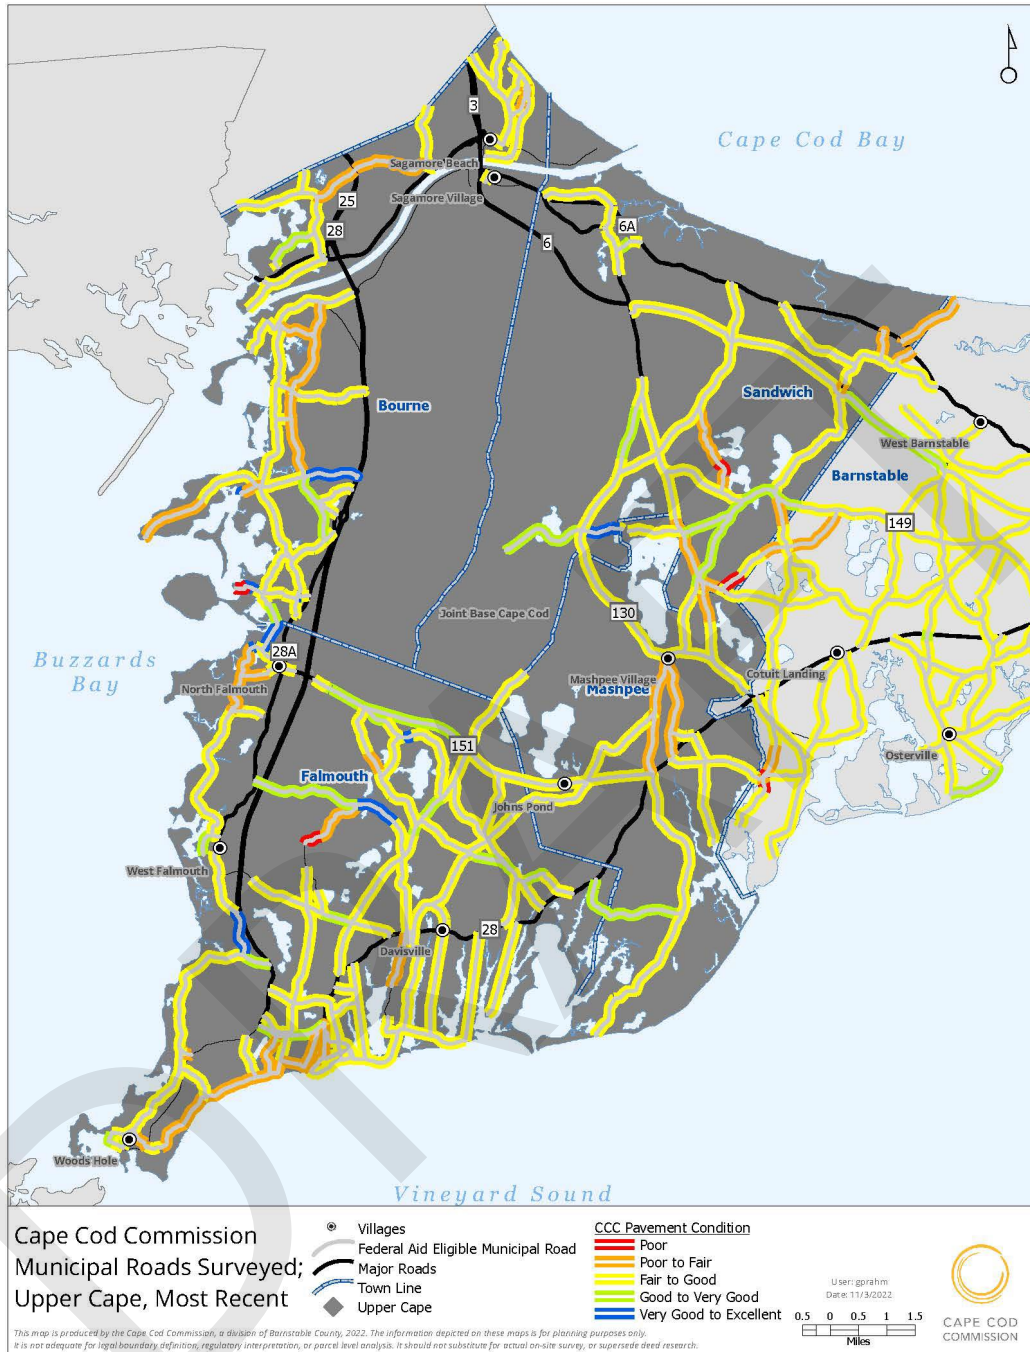 Cape Cod Bay
3
Sagamore Beach
Sagamore Village
25
28
6A
6
Bourne
Sandwich
West Barnstable
Barnstable
149
130
Joint Base Cape Cod
Buzzards
Bay
28A
North Falmouth
Mashpee Village
Mashpee
Cotuit Landing
151
Osterville
Falmouth
Johns Pond
West Falmouth
28
Davisville
Woods Hole
Vineyard Sound
DRAFT
Cape Cod Commission
Municipal Roads Surveyed;
Upper Cape, Most Recent
Villages
Federal Aid Eligible Municipal Road
Major Roads
Town Line
Upper Cape
CCC Pavement Condition
Poor
Poor to Fair
Fair to Good
Good to Very Good
Very Good to Excellent
User: gprahm
Date: 11/3/2022
0.5 0 0.5 1 1.5
Miles
CAPE COD
COMMISSION
This map is produced by the Cape Cod Commission, a division of Barnstable County, 2022. The information depicted on these maps is for planning purposes only.
It is not adequate for legal boundary definition, regulatory interpretation, or parcel level analysis. It should not substitute for actual on-site survey, or supersede deed research.